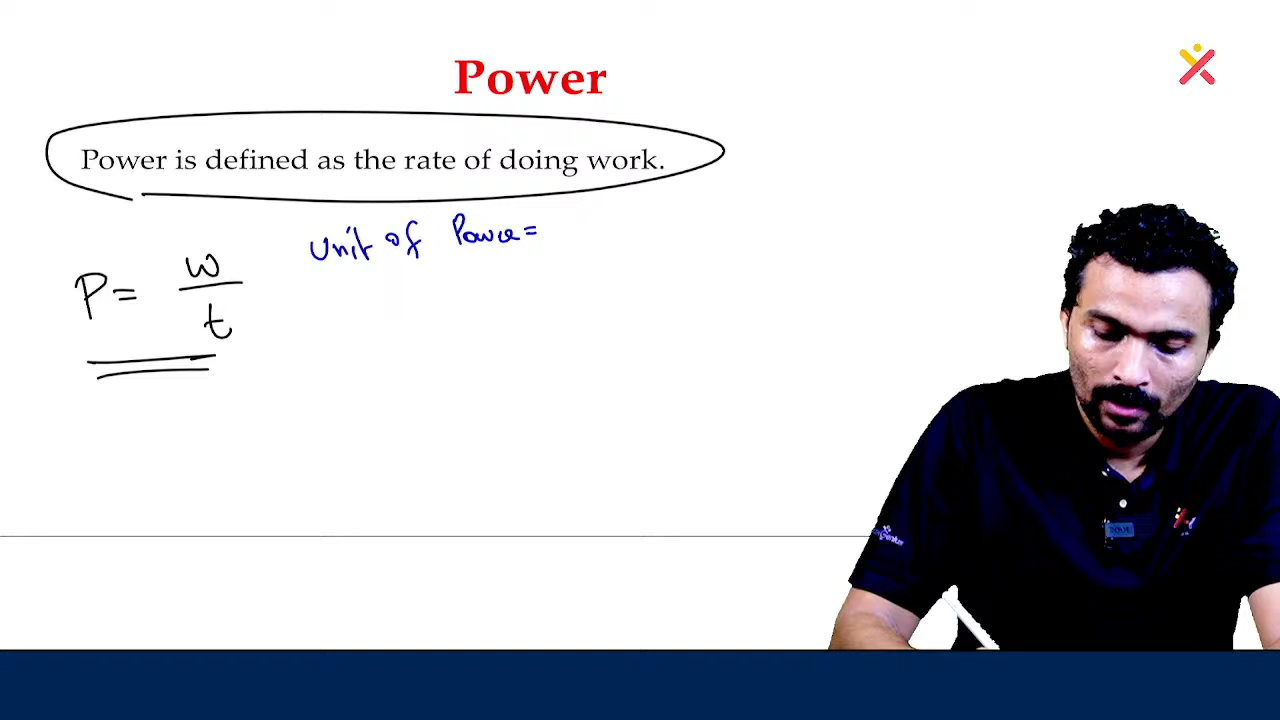 Power
Power is defined as the rate of doing work.
Unit of Power =
P = w
t